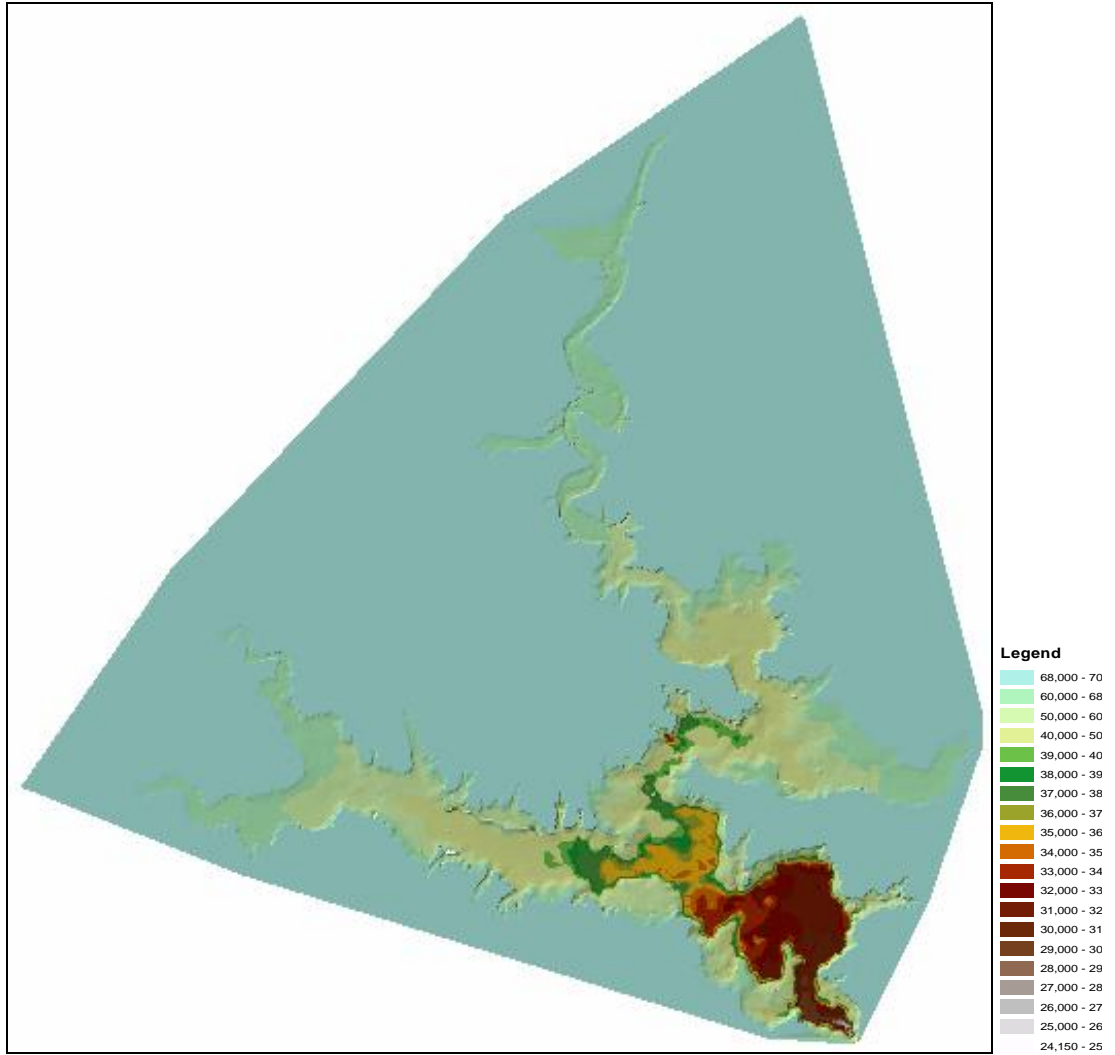 Legend
68,000 - 70
60,000 - 68
50,000 - 60
40,000 - 50
39,000 - 40
38,000 - 39
37,000 - 38
36,000 - 37
35,000 - 36
34,000 - 35
33,000 - 34
32,000 - 33
31,000 - 32
30,000 - 31
29,000 - 30
28,000 - 29
27,000 - 28
26,000 - 27
25,000 - 26
24,150 - 25